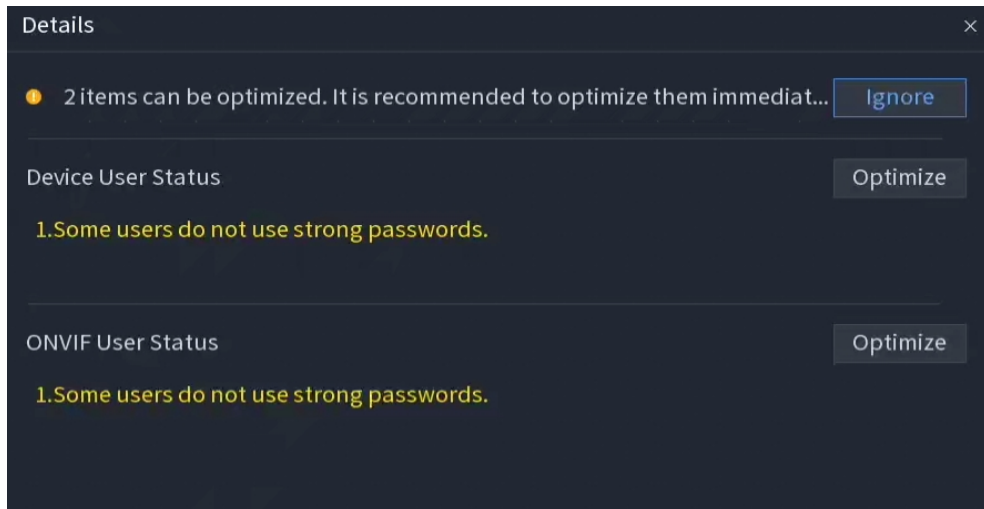 Details
2 items can be optimized. It is recommended to optimize them immediat... Ignore
Device User Status Optimize
1.Some users do not use strong passwords.
ONVIF User Status Optimize
1.Some users do not use strong passwords.